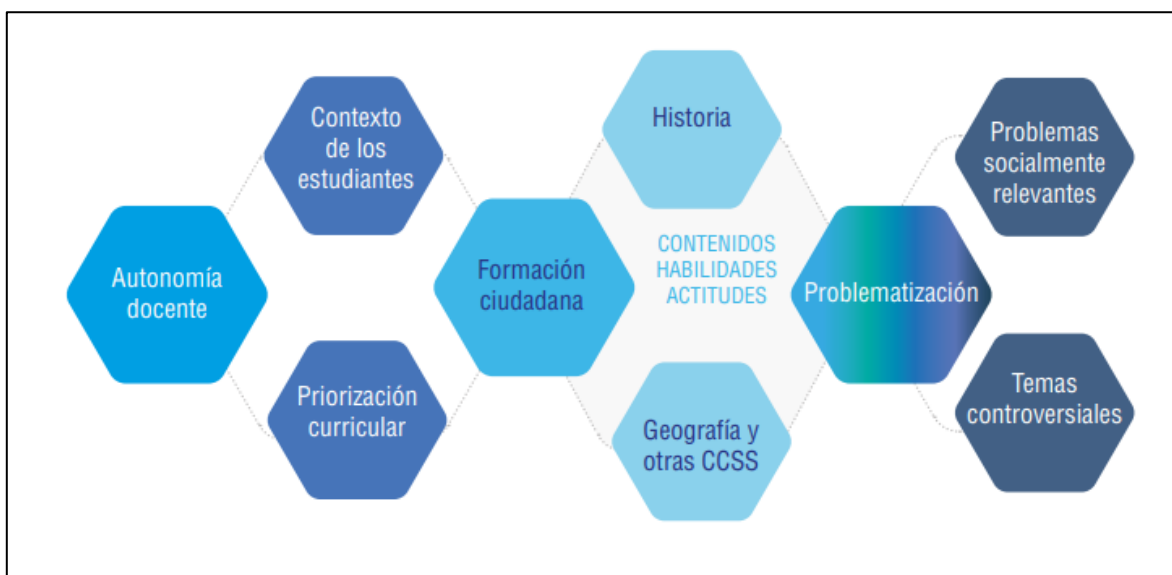 Autonomía
docente
Contexto
de los
estudiantes
Priorización
curricular
Formación
ciudadana
Historia
CONTENIDOS
HABILIDADES
ACTITUDES
Geografía y
otras CCSS
Problematización
Problemas
socialmente
relevantes
Temas
controversiales